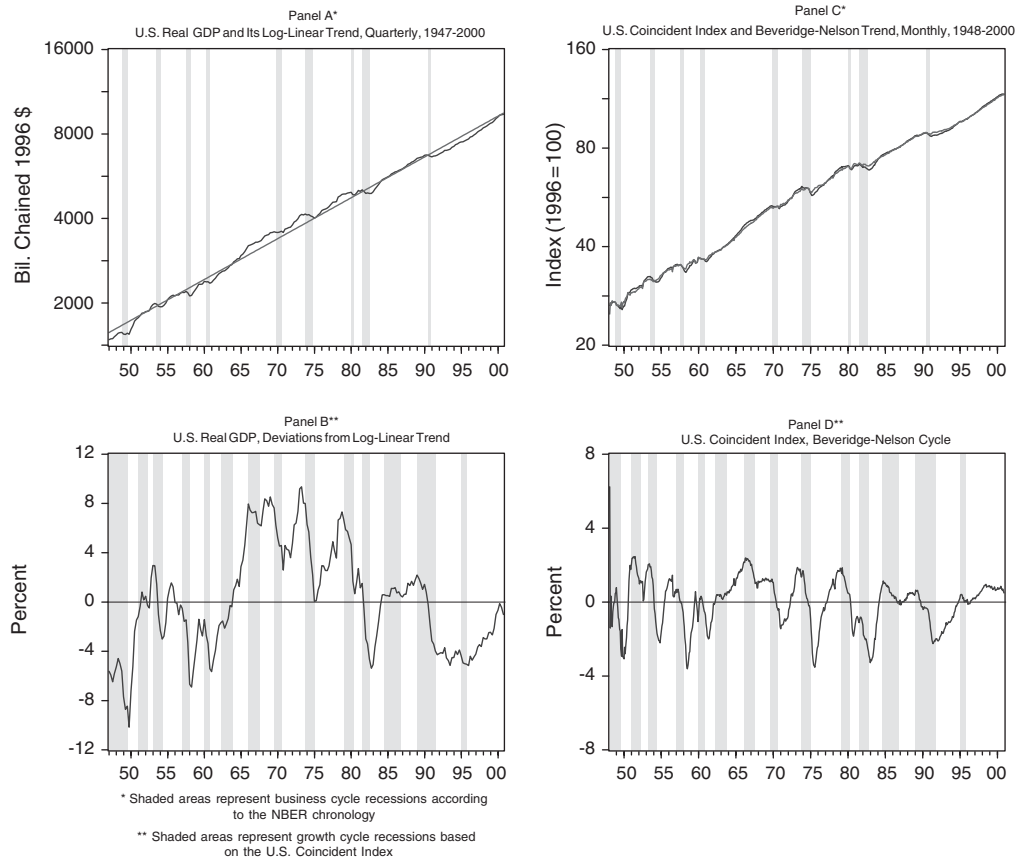 Panel A*
U.S. Real GDP and Its Log-Linear Trend, Quarterly, 1947-2000
Bil. Chained 1996 $
16000
8000
4000
2000
50 55 60 65 70 75 80 85 90 95 00
Panel C*
U.S. Coincident Index and Beveridge-Nelson Trend, Monthly, 1948-2000
Index (1996 = 100)
160
80
40
20
50 55 60 65 70 75 80 85 90 95 00
Panel B**
U.S. Real GDP, Deviations from Log-Linear Trend
Percent
12
8
4
0
-4
-8
-12
50 55 60 65 70 75 80 85 90 95 00
Panel D**
U.S. Coincident Index, Beveridge-Nelson Cycle
Percent
8
4
0
-4
-8
50 55 60 65 70 75 80 85 90 95 00
* Shaded areas represent business cycle recessions according
to the NBER chronology
** Shaded areas represent growth cycle recessions based
on the U.S. Coincident Index